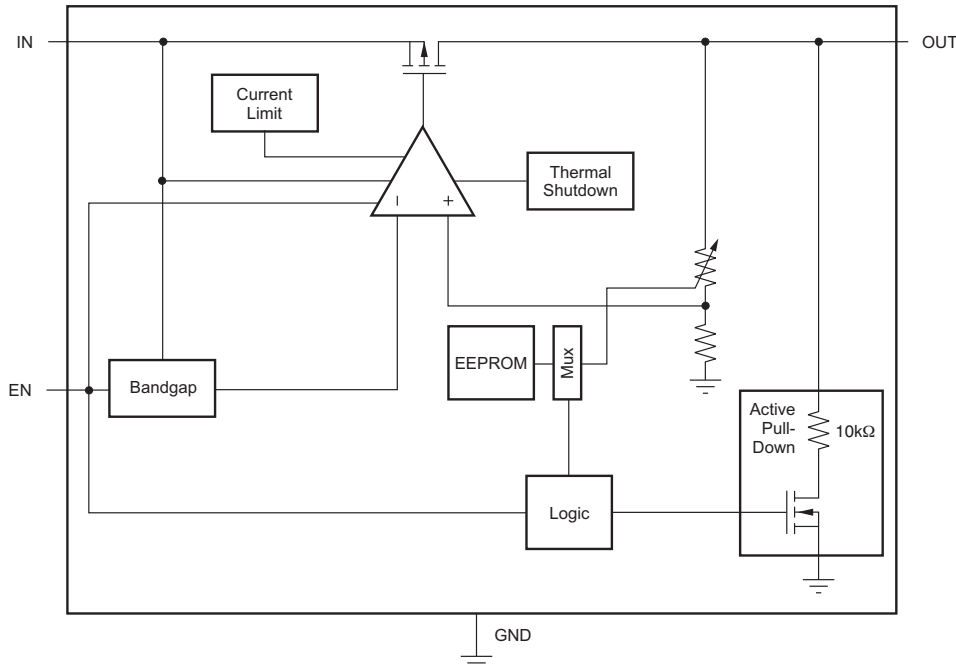 IN
OUT
Current
Limit
Thermal
Shutdown
EEPROM
Mux
EN
Bandgap
Active
Pull-
Down
10kΩ
Logic
GND